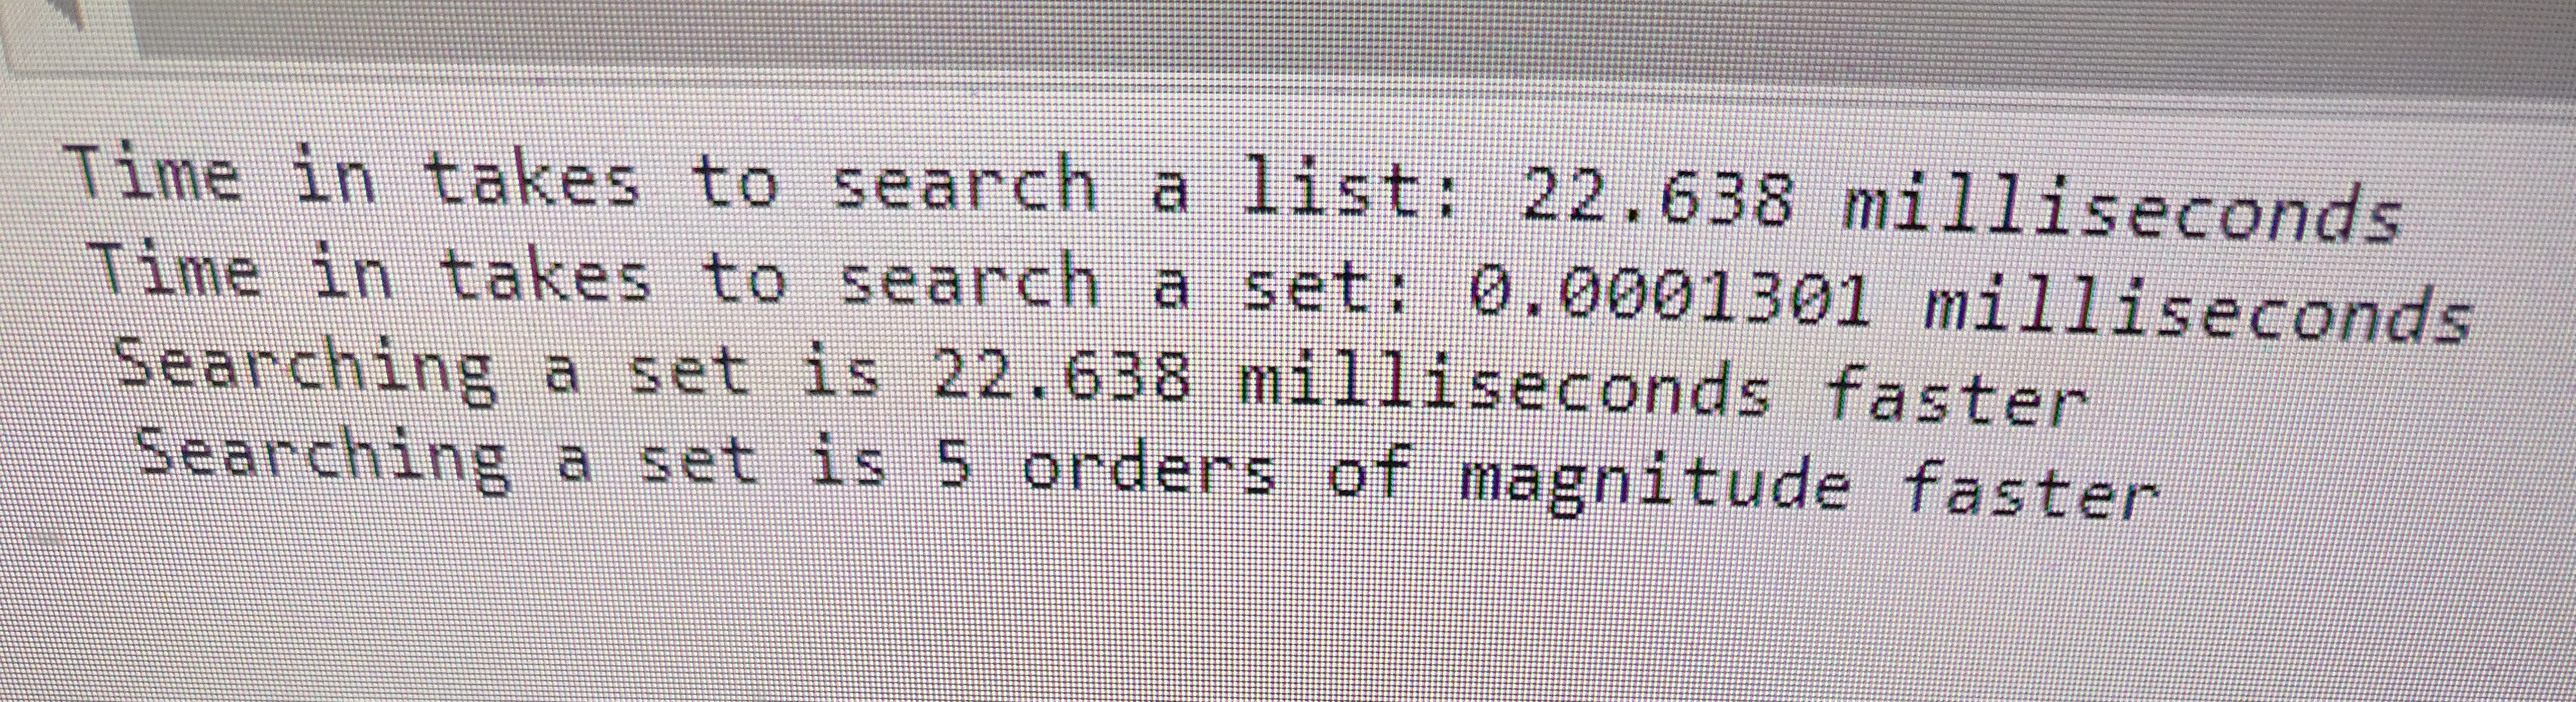 Time in takes to search a list: 22.638 milliseconds
Time in takes to search a set: 0.0001301 milliseconds
Searching a set is 22.638 milliseconds faster
Searching a set is 5 orders of magnitude faster